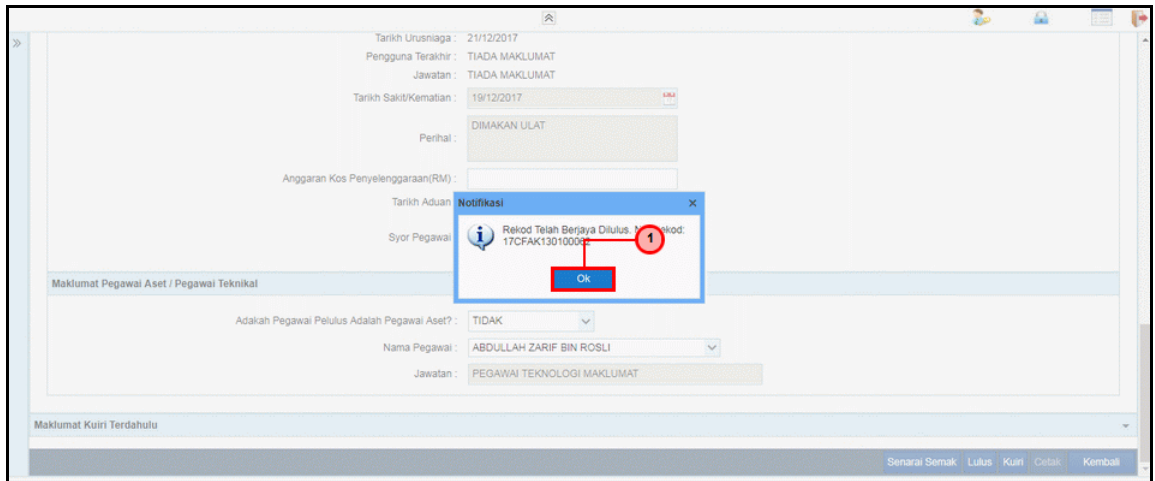 Tarikh Urusniaga : 21/12/2017
Pengguna Terakhir : TIADA MAKLUMAT
Jawatan : TIADA MAKLUMAT
Tarikh Sakit/Kematian : 19/12/2017
Perihal : DIMAKAN ULAT
Anggaran Kos Penyelenggaraan(RM) :
Tarikh Aduan
Syor Pegawai
Notifikasi
Rekod Telah Berjaya Dilulus. rekod:
17CFAK130100062
1
Ok
Maklumat Pegawai Aset / Pegawai Teknikal
Adakah Pegawai Pelulus Adalah Pegawai Aset? : TIDAK
Nama Pegawai : ABDULLAH ZARIF BIN ROSLI
Jawatan : PEGAWAI TEKNOLOGI MAKLUMAT
Maklumat Kuiri Terdahulu
Senarai Semak Lulus Kuiri Cetak Kembali